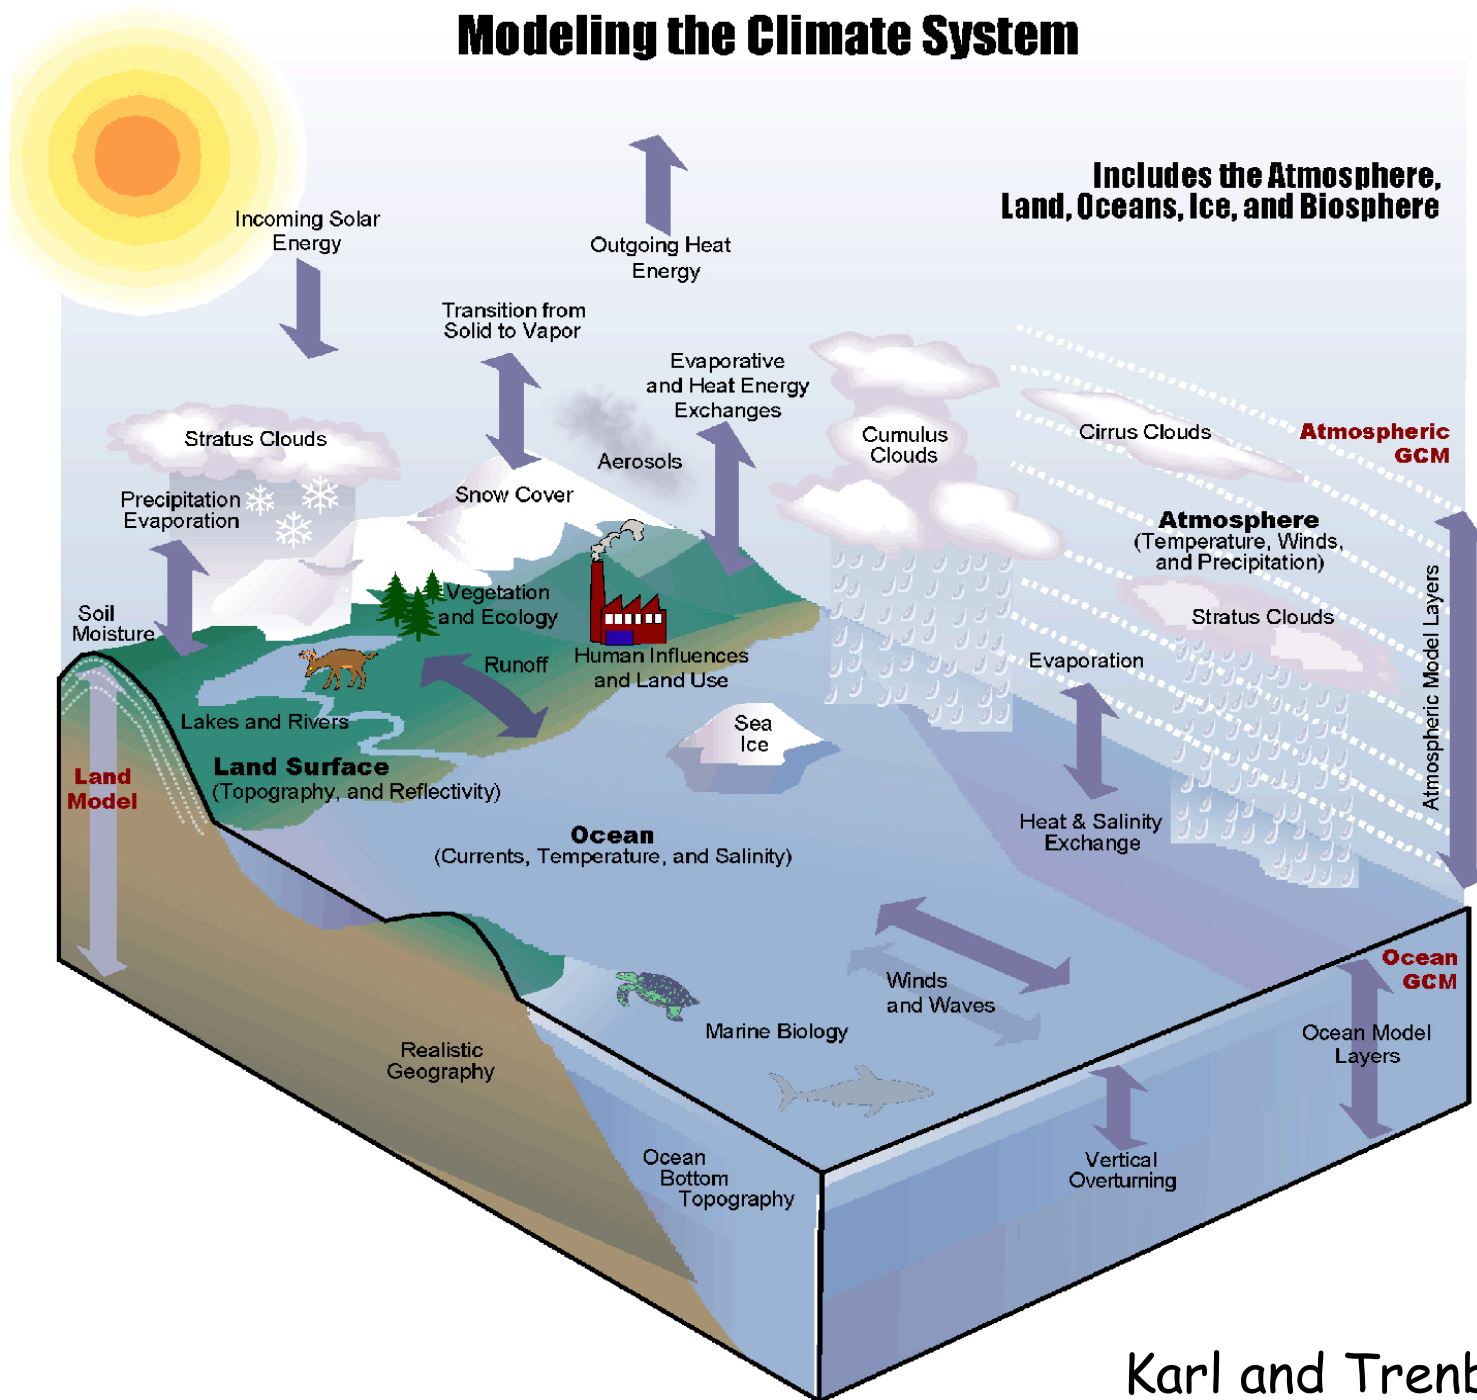 Modeling the Climate System
Includes the Atmosphere,
Land, Oceans, Ice, and Biosphere
Incoming Solar
Energy
Outgoing Heat
Energy
Transition from
Solid to Vapor
Evaporative
and Heat Energy
Exchanges
Stratus Clouds
Aerosols
Cumulus
Clouds
Cirrus Clouds
Atmospheric
GCM
Precipitation
Evaporation
Snow Cover
Atmosphere
(Temperature, Winds,
and Precipitation)
Atmospheric Model Layers
Soil
Moisture
Vegetation
and Ecology
Stratus Clouds
Runoff
Human Influences
and Land Use
Evaporation
Lakes and Rivers
Sea
Ice
Land
Model
Land Surface
(Topography, and Reflectivity)
Ocean
(Currents, Temperature, and Salinity)
Heat & Salinity
Exchange
Winds
and Waves
Ocean
GCM
Marine Biology
Ocean Model
Layers
Realistic
Geography
Ocean
Bottom
Topography
Vertical
Overturning
Karl and Trenb